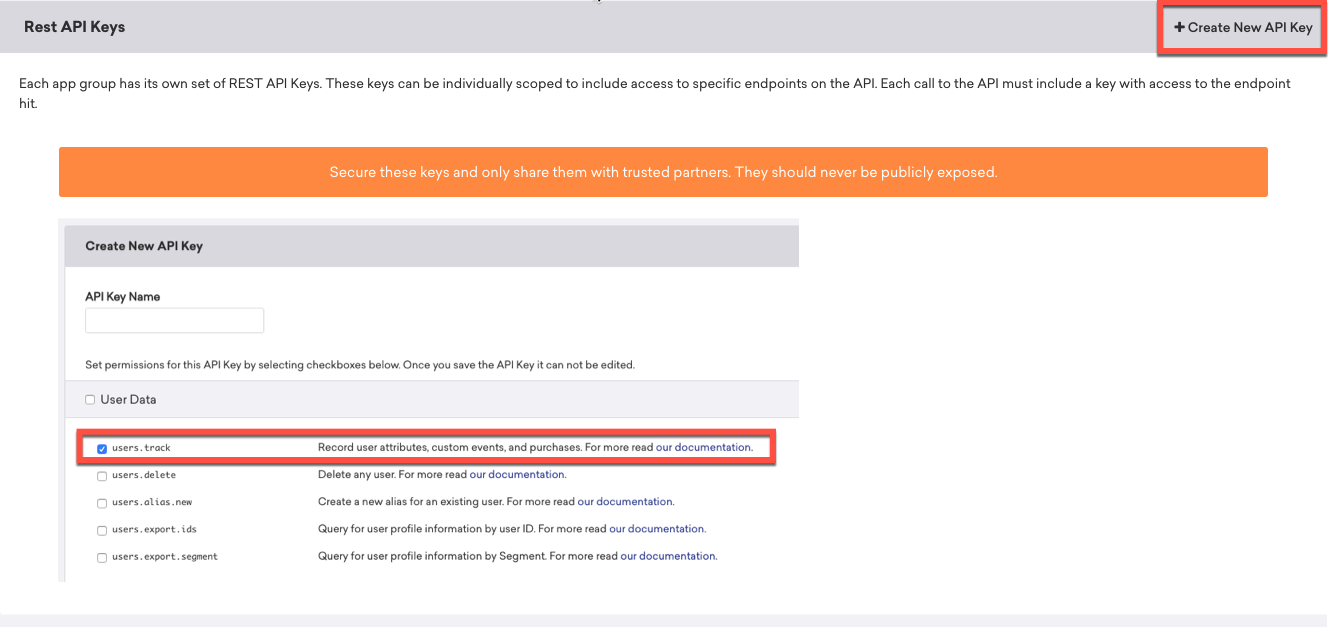 Rest API Keys
+ Create New API Key
Each app group has its own set of REST API Keys. These keys can be individually scoped to include access to specific endpoints on the API. Each call to the API must include a key with access to the endpoint
hit.
Secure these keys and only share them with trusted partners. They should never be publicly exposed.
Create New API Key
API Key Name
Set permissions for this API Key by selecting checkboxes below. Once you save the API Key it can not be edited.
User Data
users.track Record user attributes, custom events, and purchases. For more read our documentation.
users.delete Delete any user. For more read our documentation.
users.alias.new Create a new alias for an existing user. For more read our documentation.
users.export.ids Query for user profile information by user ID. For more read our documentation.
users.export.segment Query for user profile information by Segment. For more read our documentation.